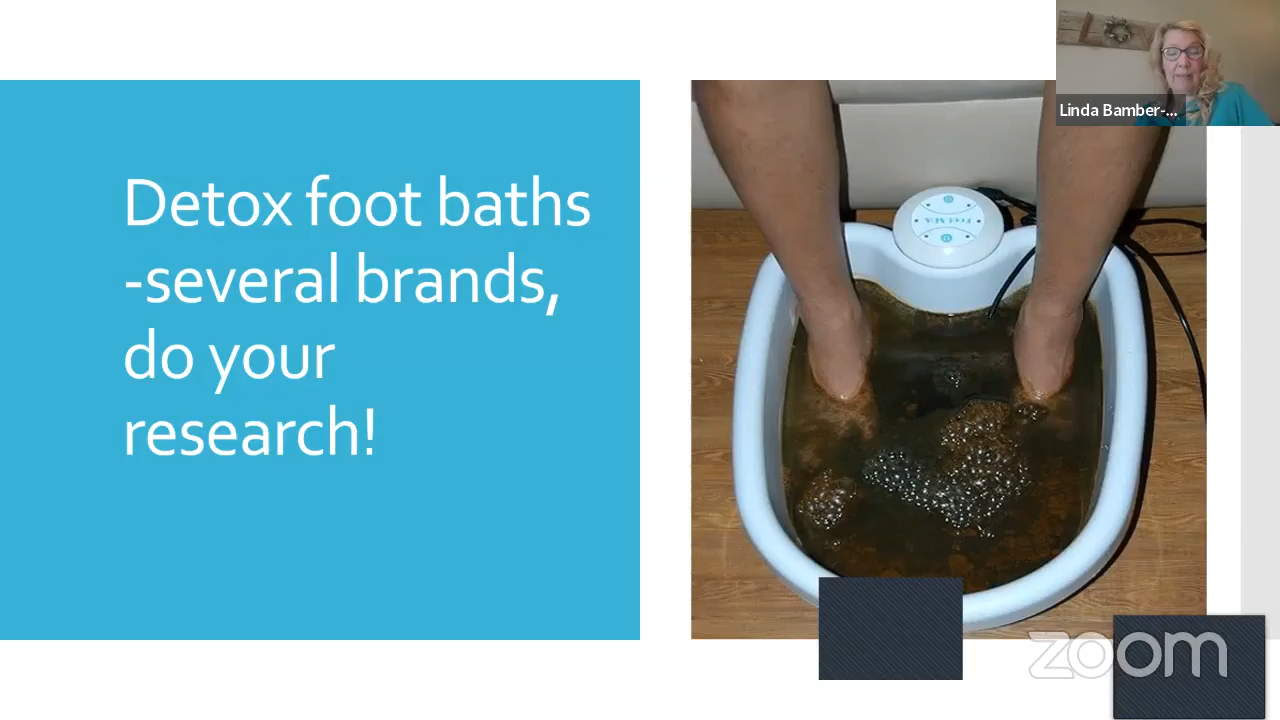 Detox foot baths
-several brands,
do your
research!
Linda Bamber-...
zoom